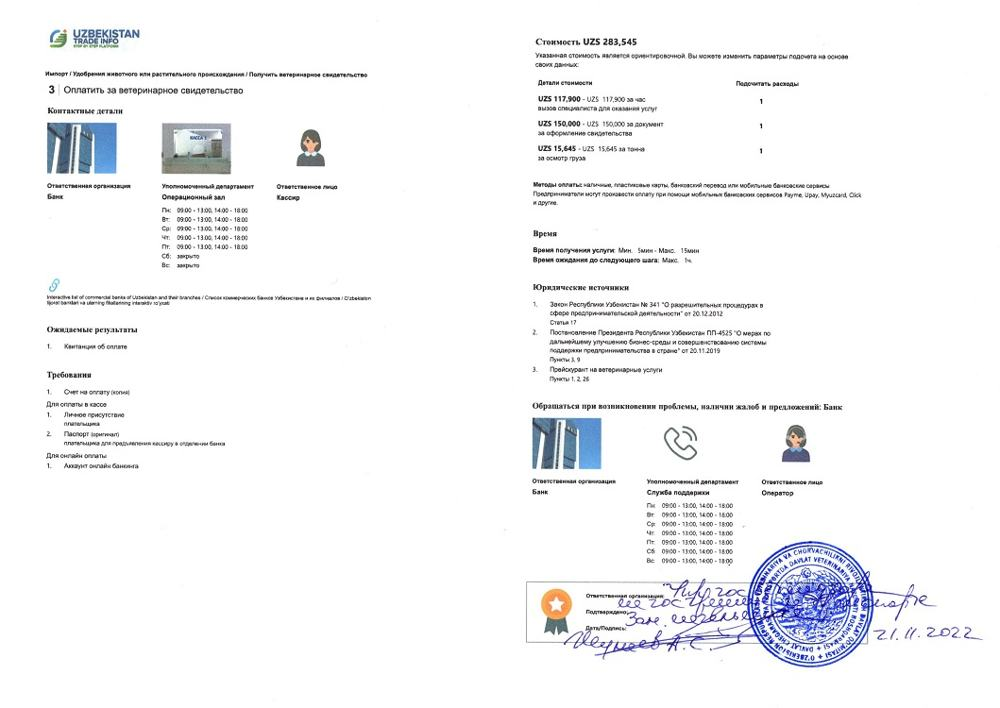 UZBEKISTAN
TRADE INFO
STEP BY STEP PLATFORM
Импорт / Удобрения животного или растительного происхождения / Получить ветеринарное свидетельство
3 Оплатить за ветеринарное свидетельство
Контактные детали
КАССА 1
Ответственная организация
Банк
Уполномоченный департамент
Операционный зал
Пн: 09:00 - 13:00, 14:00 - 18:00
Вт: 09:00 - 13:00, 14:00 - 18:00
Ср: 09:00 - 13:00, 14:00 - 18:00
Чт: 09:00 - 13:00, 14:00 - 18:00
Пт: 09:00 - 13:00, 14:00 - 18:00
Сб: закрыто
Вс: закрыто
Ответственное лицо
Кассир
Interactive list of commercial banks of Uzbekistan and their branches / Список коммерческих банков Узбекистана и их филиалов / O'zbekiston
tijorat banklari va ularning filiallarining interaktiv ro'yxati
Ожидаемые результаты
1. Квитанция об оплате
Требования
1. Счет на оплату (копия)
Для оплаты в кассе
1. Личное присутствие
плательщика
2. Паспорт (оригинал)
плательщика для предъявления кассиру в отделении банка
Для онлайн оплаты
1. Аккаунт онлайн банкинга
Стоимость UZS 283,545
Указанная стоимость является ориентировочной. Вы можете изменить параметры подсчета на основе
своих данных:
Детали стоимости Подсчитать расходы
UZS 117,900 - UZS 117,900 за час 1
вызов специалиста для оказания услуг
UZS 150,000 - UZS 150,000 за документ 1
за оформление свидетельства
UZS 15,645 - UZS 15,645 за тонна 1
за осмотр груза
Методы оплаты: наличные, пластиковые карты, банковский перевод или мобильные банковские сервисы
Предприниматели могут произвести оплату при помощи мобильных банковских сервисов Payme, Upay, Myuzcard, Click
и другие.
Время
Время получения услуги: Мин. 5мин - Макс. 15мин
Время ожидания до следующего шага: Макс. 1ч.
Юридические источники
1. Закон Республики Узбекистан № 341 "О разрешительных процедурах в
сфере предпринимательской деятельности" от 20.12.2012
Статья 17
2. Постановление Президента Республики Узбекистан ПП-4525 "О мерах по
дальнейшему улучшению бизнес-среды и совершенствованию системы
поддержки предпринимательства в стране" от 20.11.2019
Пункты 3, 9
3. Прейскурант на ветеринарные услуги
Пункты 1, 2, 26
Обращаться при возникновении проблемы, наличии жалоб и предложений: Банк
Ответственная организация
Банк
Уполномоченный департамент
Служба поддержки
Пн: 09:00 - 13:00, 14:00 - 18:00
Вт: 09:00 - 13:00, 14:00 - 18:00
Ср: 09:00 - 13:00, 14:00 - 18:00
Чт: 09:00 - 13:00, 14:00 - 18:00
Пт: 09:00 - 13:00, 14:00 - 18:00
Сб: 09:00 - 13:00, 14:00 - 18:00
Вс: 09:00 - 13:00, 14:00 - 18:00
Ответственное лицо
Оператор
Ответственная организация:
Подтверждено:
Дата/Подпись:
21.11.2022